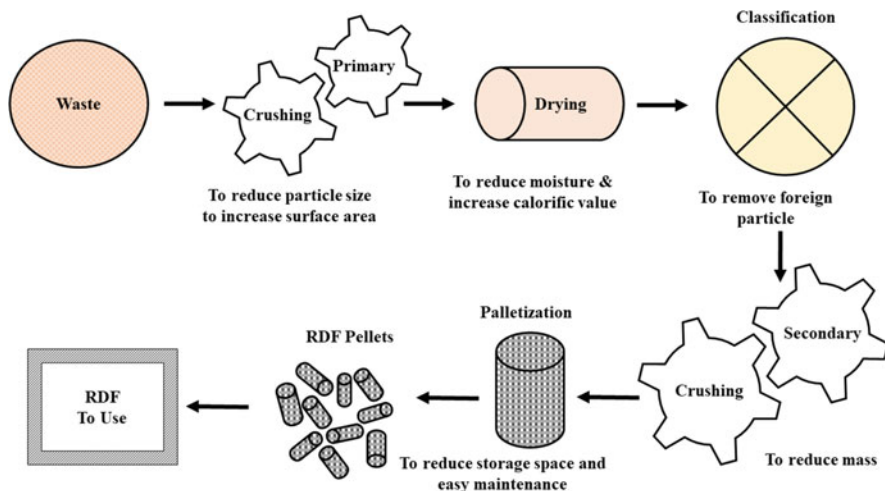 Classification
Waste
Primary
Crushing
Drying
To reduce particle size
to increase surface area
To reduce moisture &
increase calorific value
To remove foreign
particle
Secondary
Crushing
To reduce mass
Palletization
To reduce storage space and
easy maintenance
RDF Pellets
RDF
To Use